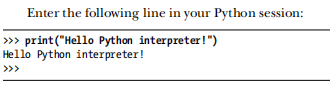 Enter the following line in your Python session:
>>> print("Hello Python interpreter!")
Hello Python interpreter!
>>>